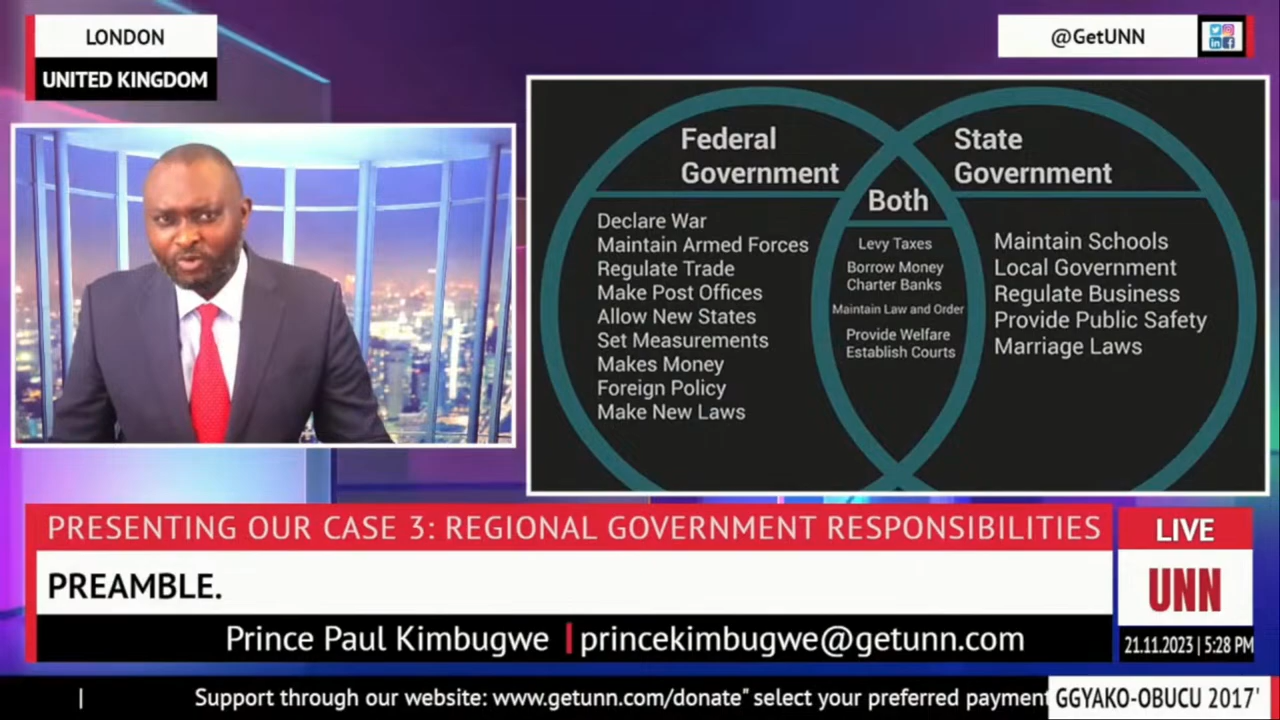 LONDON
UNITED KINGDOM
@GetUNN
Federal
Government
Declare War
Maintain Armed Forces
Regulate Trade
Make Post Offices
Allow New States
Set Measurements
Makes Money
Foreign Policy
Make New Laws
Both
Levy Taxes
Borrow Money
Charter Banks
Maintain Law and Order
Provide Welfare
Establish Courts
State
Government
Maintain Schools
Local Government
Regulate Business
Provide Public Safety
Marriage Laws
PRESENTING OUR CASE 3: REGIONAL GOVERNMENT RESPONSIBILITIES
PREAMBLE.
Prince Paul Kimbugwe | princekimbugwe@getunn.com
LIVE
UNN
21.11.2023 | 5:28 PM
| Support through our website: www.getunn.com/donate" select your preferred payment
GGYAKO-OBUCU 2017'